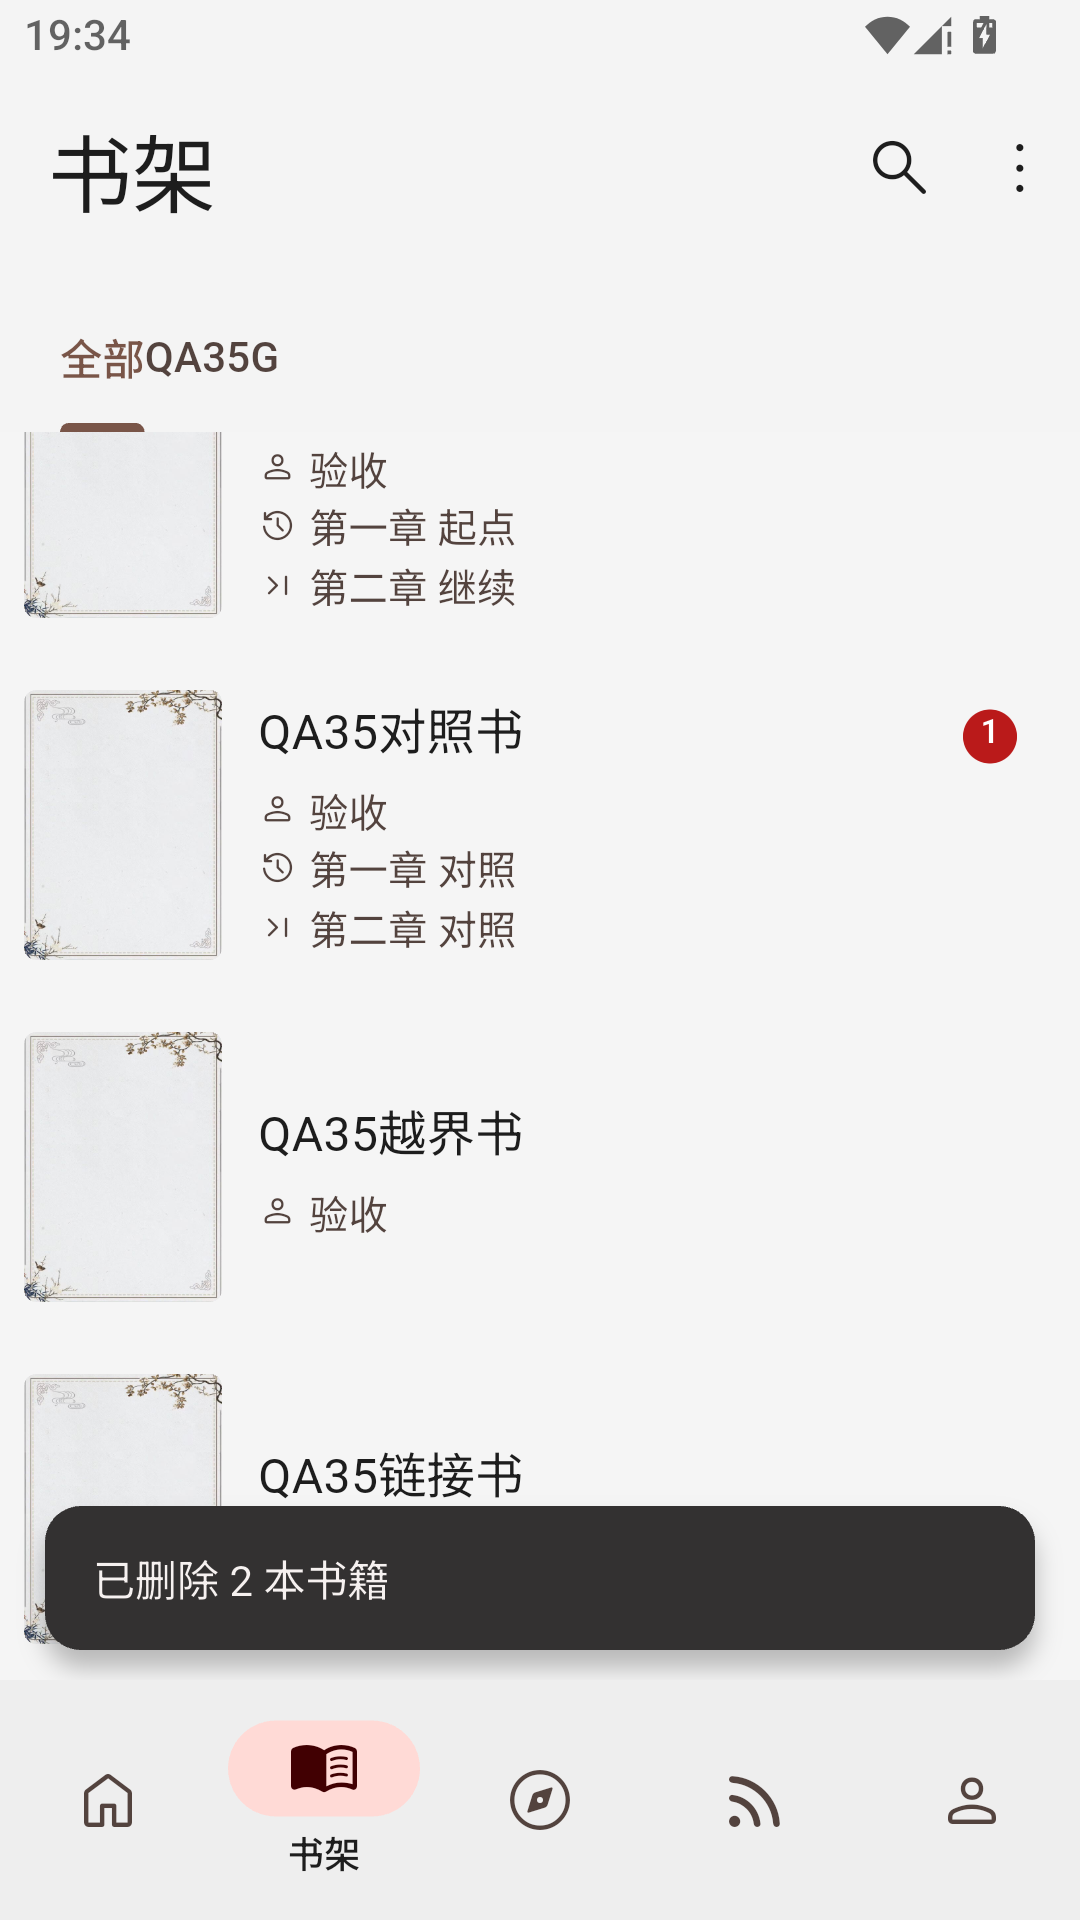 19:34
书架
全部QA35G
验收
第一章 起点
第二章 继续
QA35对照书
1
验收
第一章 对照
第二章 对照
QA35越界书
验收
QA35链接书
已删除 2 本书籍
书架